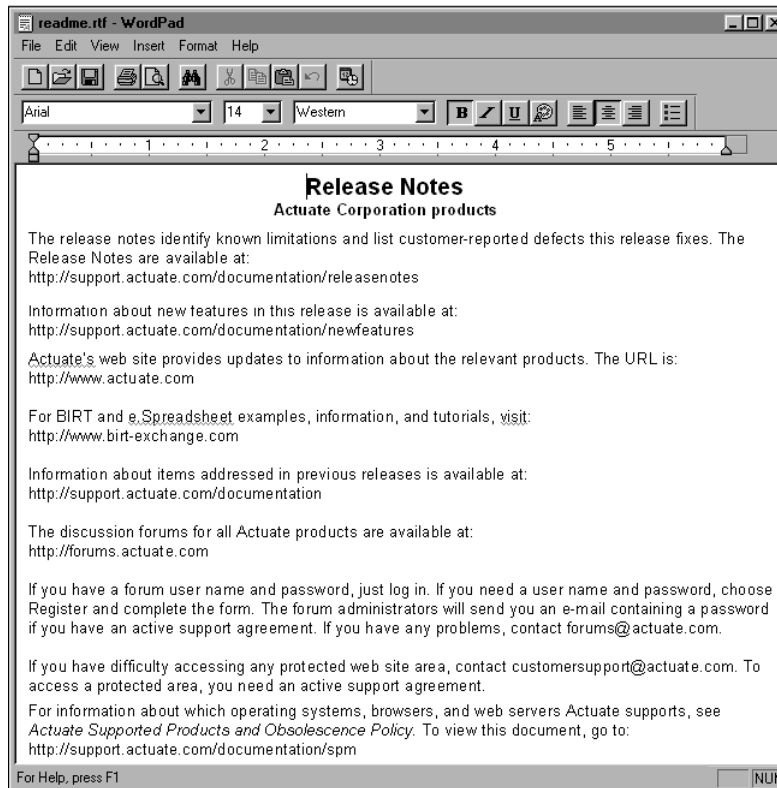 readme.rtf - WordPad
File Edit View Insert Format Help
Arial 14 Western B I U
1 2 3 4 5
Release Notes
Actuate Corporation products
The release notes identify known limitations and list customer-reported defects this release fixes. The
Release Notes are available at:
http://support.actuate.com/documentation/releasenotes
Information about new features in this release is available at:
http://support.actuate.com/documentation/newfeatures
Actuate's web site provides updates to information about the relevant products. The URL is:
http://www.actuate.com
For BIRT and e.Spreadsheet examples, information, and tutorials, visit:
http://www.birt-exchange.com
Information about items addressed in previous releases is available at:
http://support.actuate.com/documentation
The discussion forums for all Actuate products are available at:
http://forums.actuate.com
If you have a forum user name and password, just log in. If you need a user name and password, choose
Register and complete the form. The forum administrators will send you an e-mail containing a password
if you have an active support agreement. If you have any problems, contact forums@actuate.com.
If you have difficulty accessing any protected web site area, contact customersupport@actuate.com. To
access a protected area, you need an active support agreement.
For information about which operating systems, browsers, and web servers Actuate supports, see
Actuate Supported Products and Obsolescence Policy. To view this document, go to:
http://support.actuate.com/documentation/spm
For Help, press F1 NUM